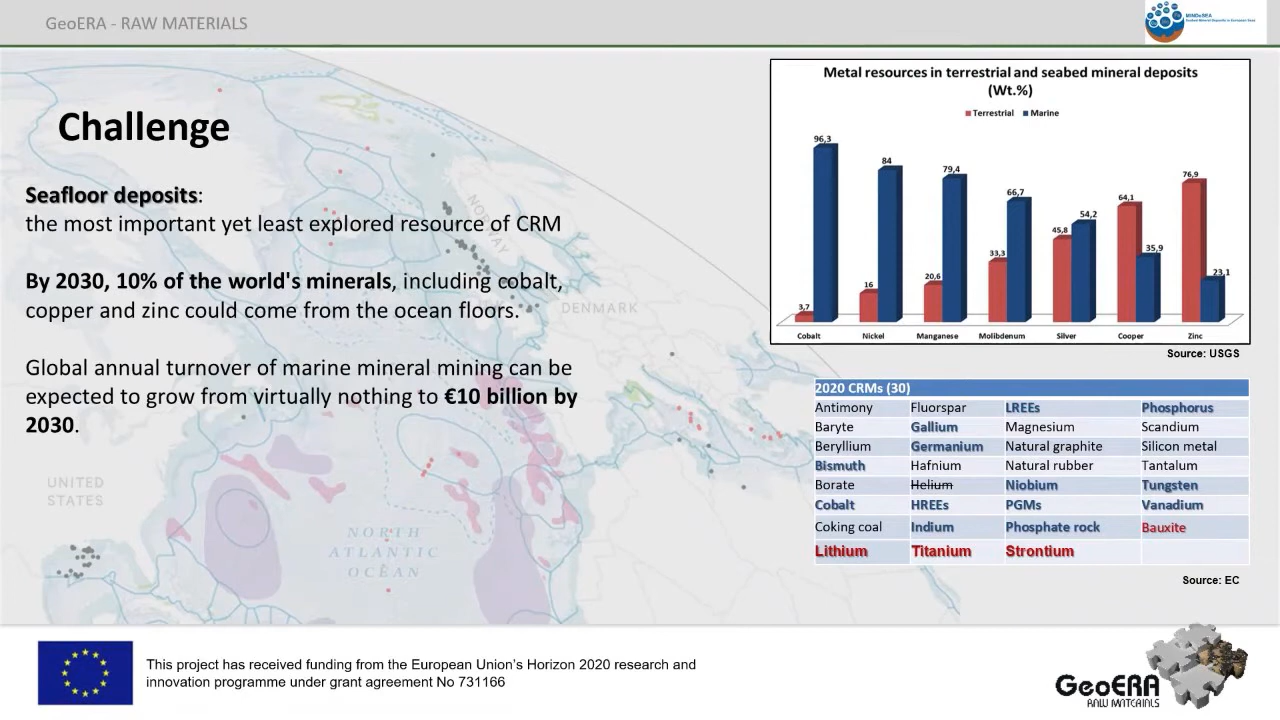 GeoERA - RAW MATERIALS
MINDeSEA
Seabed Mineral Deposits in European Seas
Challenge
Seafloor deposits:
the most important yet least explored resource of CRM
By 2030, 10% of the world's minerals, including cobalt,
copper and zinc could come from the ocean floors.
Global annual turnover of marine mineral mining can be
expected to grow from virtually nothing to €10 billion by
2030.
NORWAY
DENMARK
UNITED
STATES
NORTH
ATLANTIC
OCEAN
Metal resources in terrestrial and seabed mineral deposits
(Wt.%)
Terrestrial Marine
3,7 96,3 16 84 20,6 79,4 33,3 66,7 45,8 54,2 64,1 35,9 76,9 23,1
Cobalt Nickel Manganese Molibdenum Silver Cooper Zinc
Source: USGS
2020 CRMs (30)
Antimony Fluorspar LREEs Phosphorus
Baryte Gallium Magnesium Scandium
Beryllium Germanium Natural graphite Silicon metal
Bismuth Hafnium Natural rubber Tantalum
Borate Helium Niobium Tungsten
Cobalt HREEs PGMs Vanadium
Coking coal Indium Phosphate rock Bauxite
Lithium Titanium Strontium
Source: EC
This project has received funding from the European Union's Horizon 2020 research and
innovation programme under grant agreement No 731166
GeoERA
RAW MATERIALS